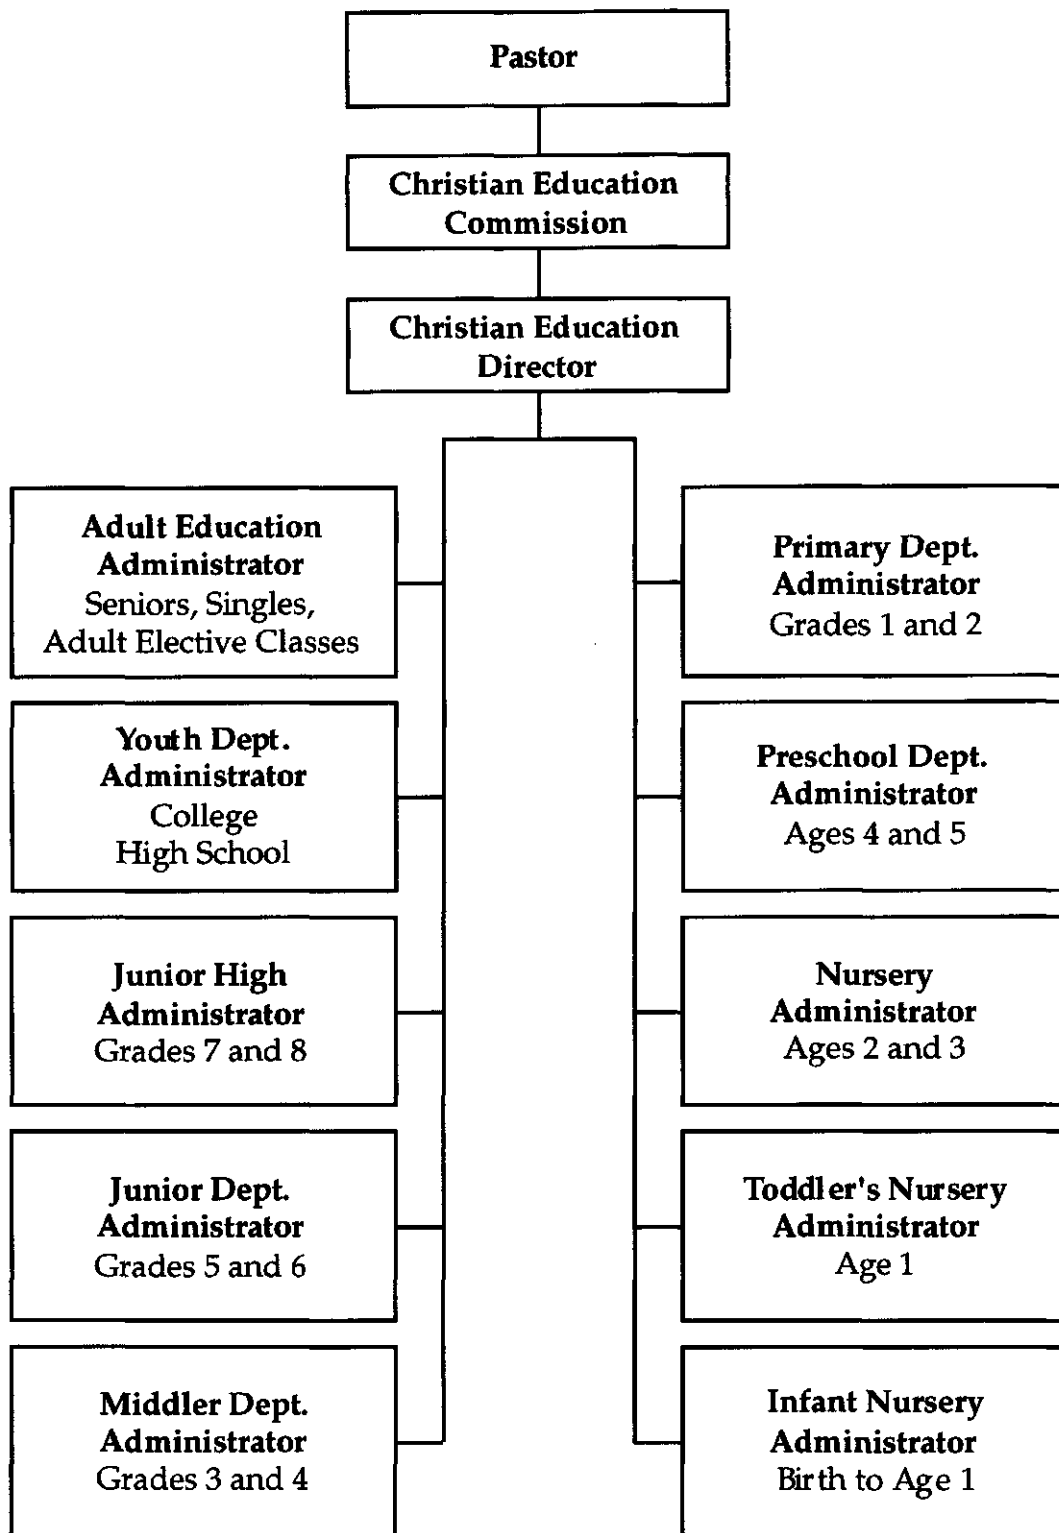 Pastor
Christian Education
Commission
Christian Education
Director
Adult Education
Administrator
Seniors, Singles,
Adult Elective Classes
Youth Dept.
Administrator
College
High School
Junior High
Administrator
Grades 7 and 8
Junior Dept.
Administrator
Grades 5 and 6
Middler Dept.
Administrator
Grades 3 and 4
Primary Dept.
Administrator
Grades 1 and 2
Preschool Dept.
Administrator
Ages 4 and 5
Nursery
Administrator
Ages 2 and 3
Toddler's Nursery
Administrator
Age 1
Infant Nursery
Administrator
Birth to Age 1